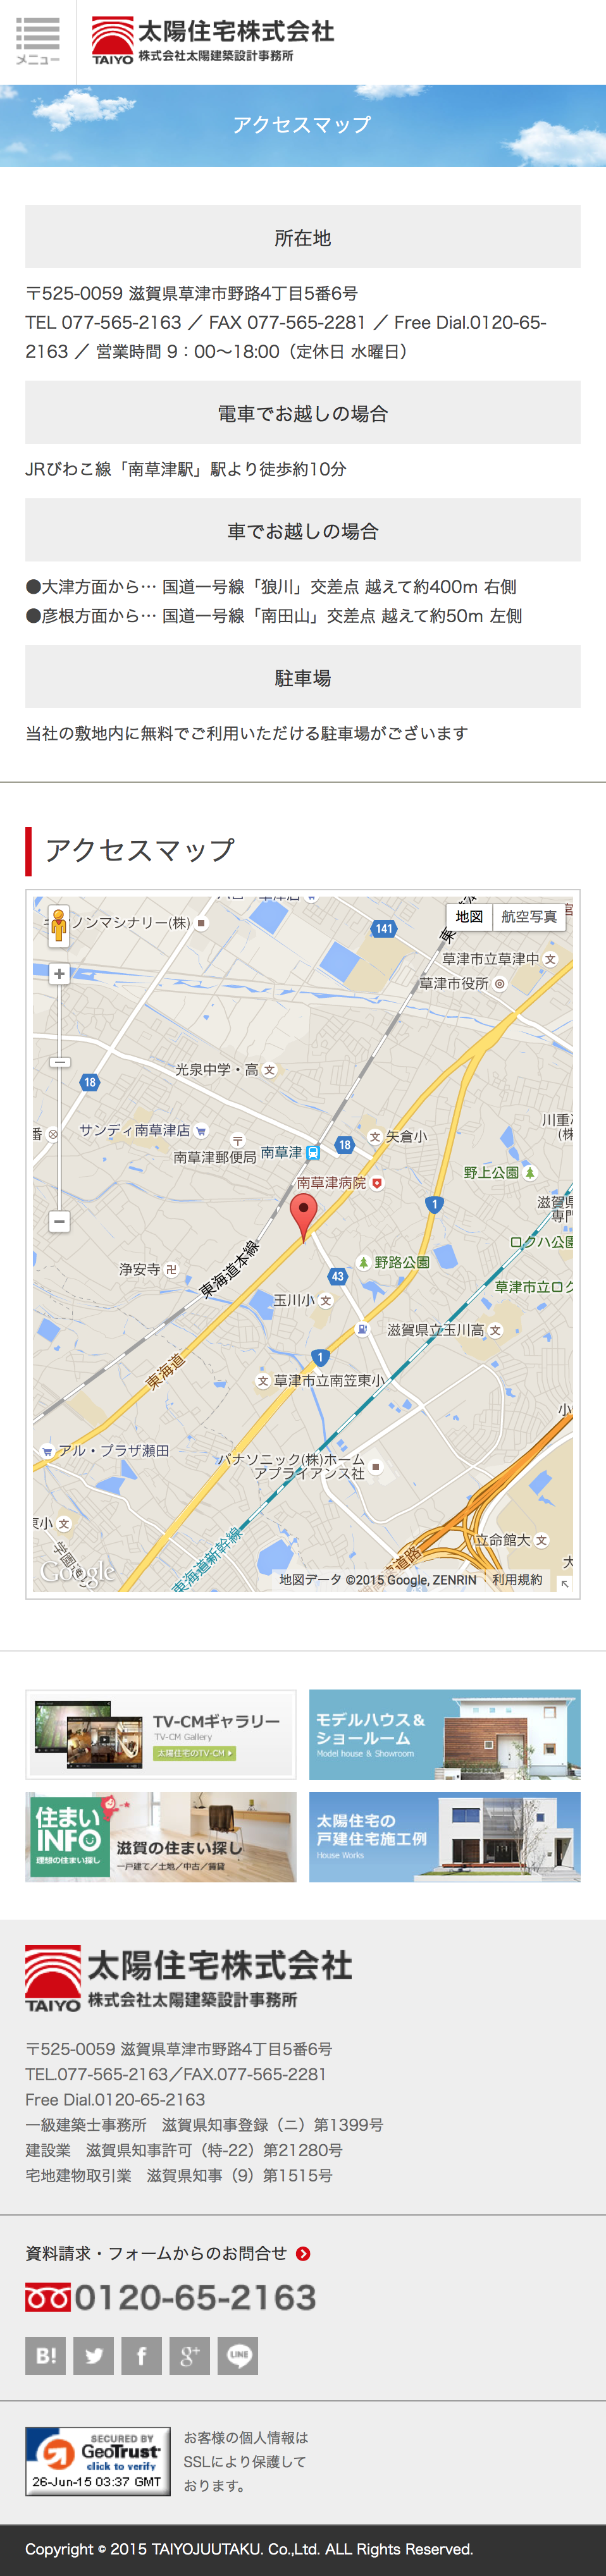 メニュー
TAIYO
太陽住宅株式会社
株式会社太陽建築設計事務所
アクセスマップ
所在地
〒525-0059 滋賀県草津市野路4丁目5番6号
TEL 077-565-2163 ／ FAX 077-565-2281 ／ Free Dial.0120-65-
2163 ／ 営業時間 9：00〜18:00（定休日 水曜日）
電車でお越しの場合
JRびわこ線「南草津駅」駅より徒歩約10分
車でお越しの場合
●大津方面から… 国道一号線「狼川」交差点 越えて約400m 右側
●彦根方面から… 国道一号線「南田山」交差点 越えて約50m 左側
駐車場
当社の敷地内に無料でご利用いただける駐車場がございます
アクセスマップ
ノンマシナリー(株)
141
地図
航空写真
草津市立草津中
草津市役所
光泉中学・高
18
サンディ南草津店
番
南草津郵便局
南草津
18
矢倉小
川重
(株
南草津病院
野上公園
滋賀県
専門
1
ロクハ公園
浄安寺
東海道本線
野路公園
43
草津市立ロク
玉川小
滋賀県立玉川高
1
東海道
草津市立南笠東小
アル・プラザ瀬田
パナソニック(株)ホーム
アプライアンス社
東小
東海道新幹線
道路
立命館大
Google
地図データ ©2015 Google, ZENRIN
利用規約
TV-CMギャラリー
TV-CM Gallery
太陽住宅のTV-CM
モデルハウス＆
ショールーム
Model house & Showroom
住まい
INFO
理想の住まい探し
滋賀の住まい探し
一戸建て／土地／中古／賃貸
太陽住宅の
戸建住宅施工例
House Works
TAIYO
太陽住宅株式会社
株式会社太陽建築設計事務所
〒525-0059 滋賀県草津市野路4丁目5番6号
TEL.077-565-2163／FAX.077-565-2281
Free Dial.0120-65-2163
一級建築士事務所　滋賀県知事登録（ニ）第1399号
建設業　滋賀県知事許可（特-22）第21280号
宅地建物取引業　滋賀県知事（9）第1515号
資料請求・フォームからのお問合せ
0120-65-2163
B!
f
g+
LINE
SECURED BY
GeoTrust
click to verify
26-Jun-15 03:37 GMT
お客様の個人情報は
SSLにより保護して
おります。
Copyright © 2015 TAIYOJUUTAKU. Co.,Ltd. ALL Rights Reserved.